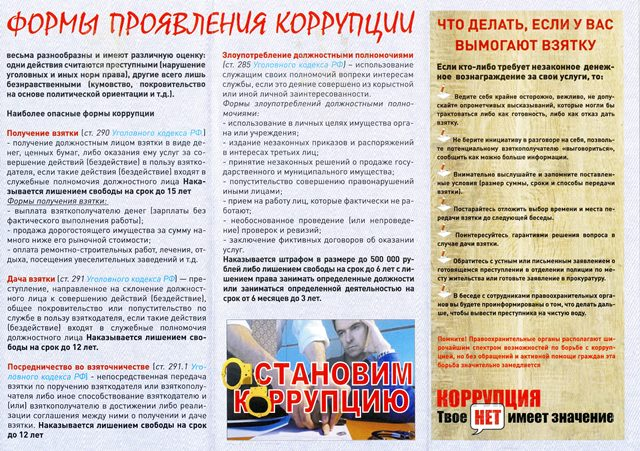 ФОРМЫ ПРОЯВЛЕНИЯ КОРРУПЦИИ
весьма разнообразны и имеют различную оценку:
одни действия считаются преступными (нарушение
уголовных и иных норм права), другие всего лишь
безнравственными (кумовство, покровительство
на основе политической ориентации и т.д.).
Наиболее опасные формы коррупции
Получение взятки (ст. 290 Уголовного кодекса РФ)
- получение должностным лицом взятки в виде де-
нег, ценных бумаг, либо оказания ему услуг за со-
вершение действий (бездействие) в пользу взятко-
дателя, если такие действия (бездействие) входят в
служебные полномочия должностного лица Нака-
зывается лишением свободы на срок до 15 лет
Формы получения взятки:
- выплата взяткополучателю денег (зарплаты без
фактического выполнения работы);
- продажа дорогостоящего имущества за сумму на-
много ниже его рыночной стоимости;
- оплата ремонтно-строительных работ, лечения, от-
дыха, посещения увеселительных заведений и т.д.
Дача взятки (ст. 291 Уголовного кодекса РФ) — пре-
ступление, направленное на склонение должност-
ного лица к совершению действий (бездействие),
общее покровительство или попустительство по
службе в пользу взяткодателя, если такие действия
(бездействие) входят в служебные полномочия
должностного лица Наказывается лишением сво-
боды на срок до 12 лет.
Посредничество во взяточничестве (ст. 291.1 Уго-
ловного кодекса РФ) - непосредственная передача
взятки по поручению взяткодателя или взяткополу-
чателя либо иное способствование взяткодателю и
(или) взяткополучателю в достижении либо реали-
зации соглашения между ними о получении и даче
взятки. Наказывается лишением свободы на срок
до 12 лет
Злоупотребление должностными полномочиями
(ст. 285 Уголовного кодекса РФ) – использование
служащим своих полномочий вопреки интересам
службы, если это деяние совершено из корыстной
или иной личной заинтересованности.
Формы злоупотреблений должностными полно-
мочиями:
- использование в личных целях имущества орга-
на или учреждения;
- издание незаконных приказов и распоряжений
в интересах третьих лиц;
- принятие незаконных решений о продаже госу-
дарственного и муниципального имущества;
- попустительство совершению правонарушений
иными лицами;
- прием на работу лиц, которые фактически не ра-
ботают;
- необоснованное проведение (или непроведе-
ние) проверок и ревизий;
- заключение фиктивных договоров об оказании
услуг.
Наказывается штрафом в размере до 500 000 ру-
блей либо лишением свободы на срок до 6 лет с ли-
шением права занимать определенные должности
или заниматься определенной деятельностью на
срок от 6 месяцев до 3 лет.
ОСТАНОВИМ
КОРРУПЦИЮ
ЧТО ДЕЛАТЬ, ЕСЛИ У ВАС
ВЫМОГАЮТ ВЗЯТКУ
Если кто-либо требует незаконное денеж-
ное вознаграждение за свои услуги, то:
Ведите себя крайне осторожно, вежливо, не допу-
скайте опрометчивых высказываний, которые могли бы
трактоваться либо как готовность, либо как отказ дать
взятку.
Не берите инициативу в разговоре на себя, позволь-
те потенциальному взяткополучателю «выговориться»,
сообщить как можно больше информации.
Внимательно выслушайте и запомните поставлен-
ные условия (размер суммы, сроки и способы передачи
взятки).
Постарайтесь отложить выбор времени и места пе-
редачи взятки до следующей беседы.
Поинтересуйтесь гарантиями решения вопроса в
случае дачи взятки.
Обратитесь с устным или письменным заявлением о
готовящемся преступлении в отделении полиции по ме-
сту жительства или готовьте заявление в прокуратуру.
В беседе с сотрудниками правоохранительных орга-
нов вы будете проинформированы о том, что делать даль-
ше, чтобы вывести преступника на чистую воду.
Помните! Правоохранительные органы располагают ши-
рочайшим спектром возможностей по борьбе с корруп-
цией, но без обращений и активной помощи граждан эта
борьба значительно замедляется
КОРРУПЦИЯ
Твое НЕТ имеет значение